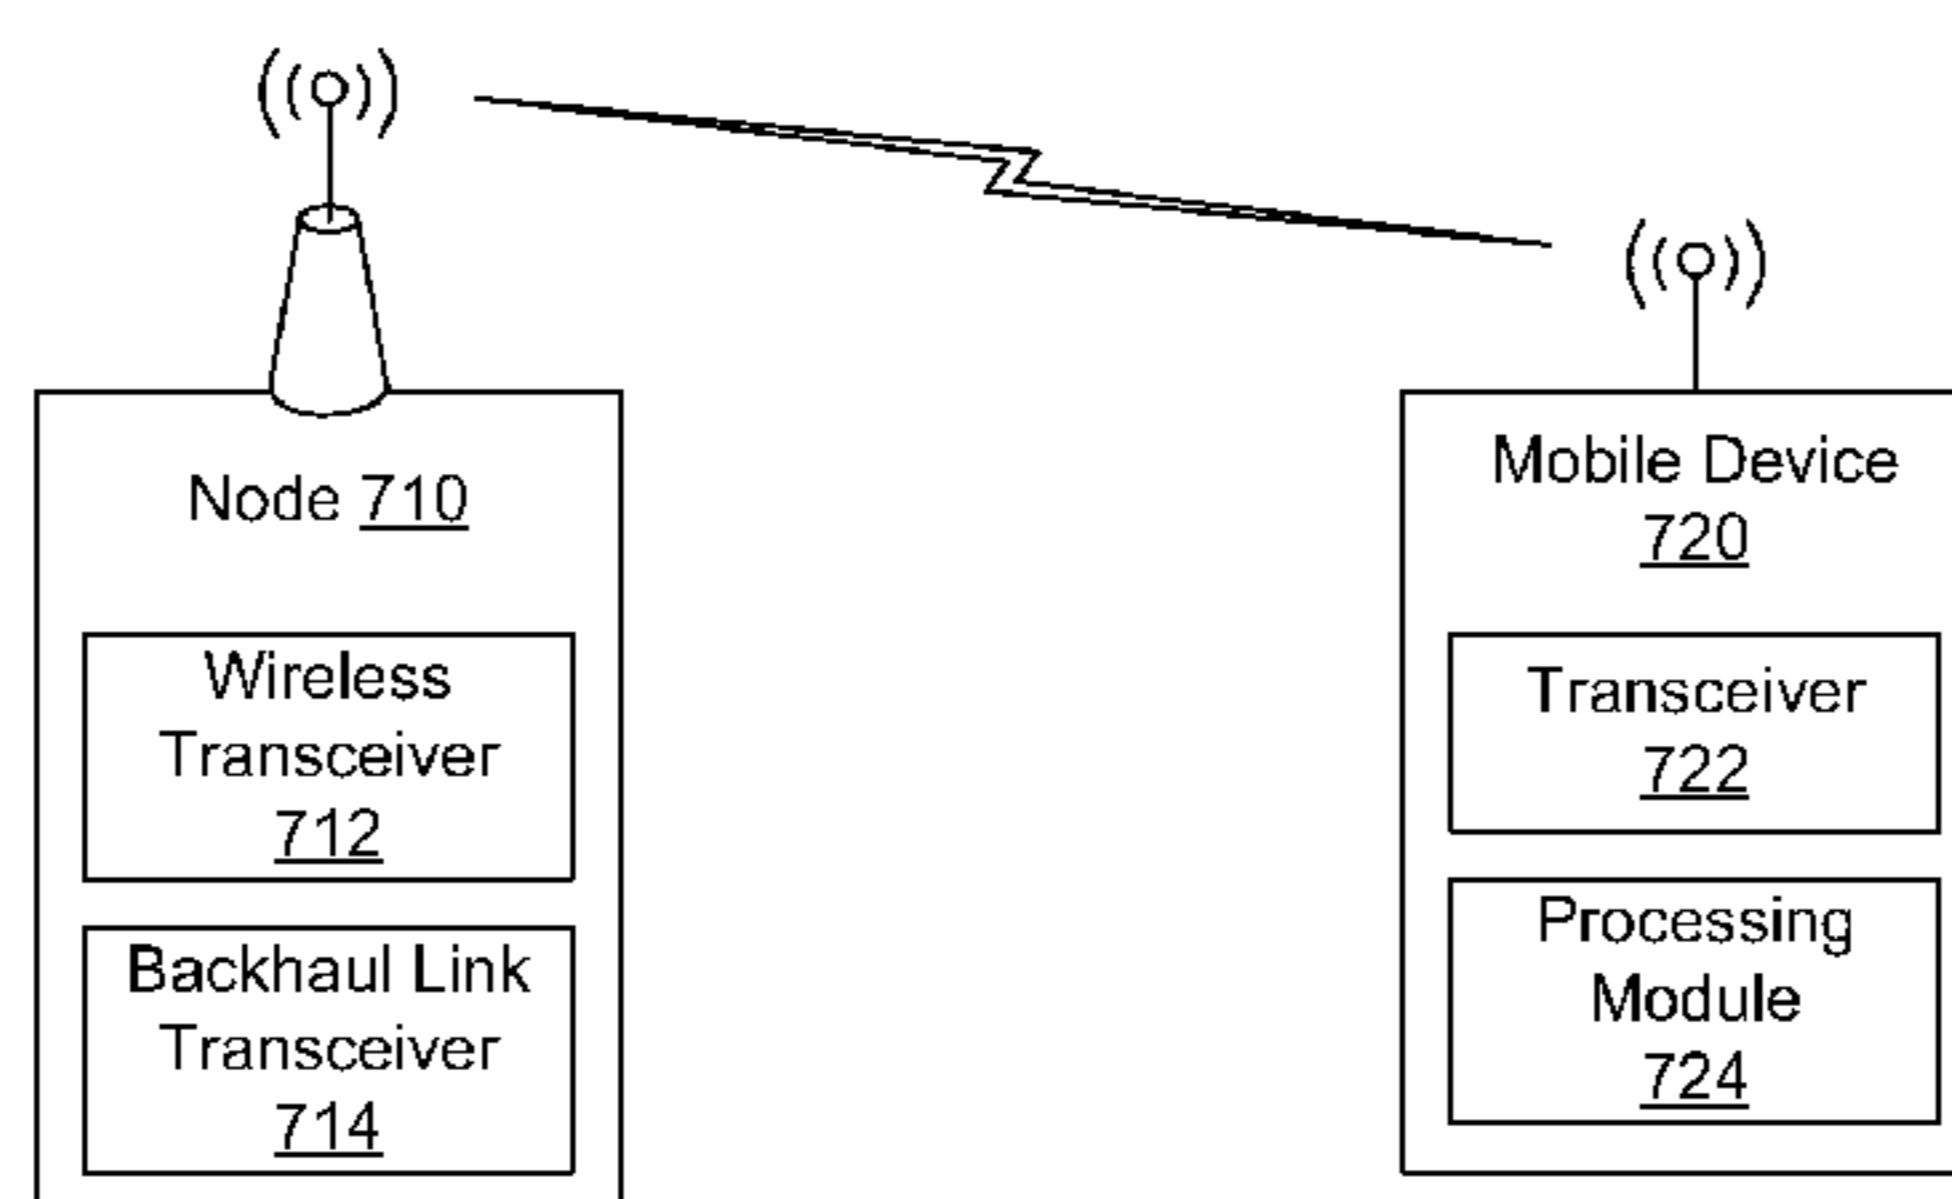 Node 710
Wireless
Transceiver
712
Backhaul Link
Transceiver
714
Mobile Device
720
Transceiver
722
Processing
Module
724